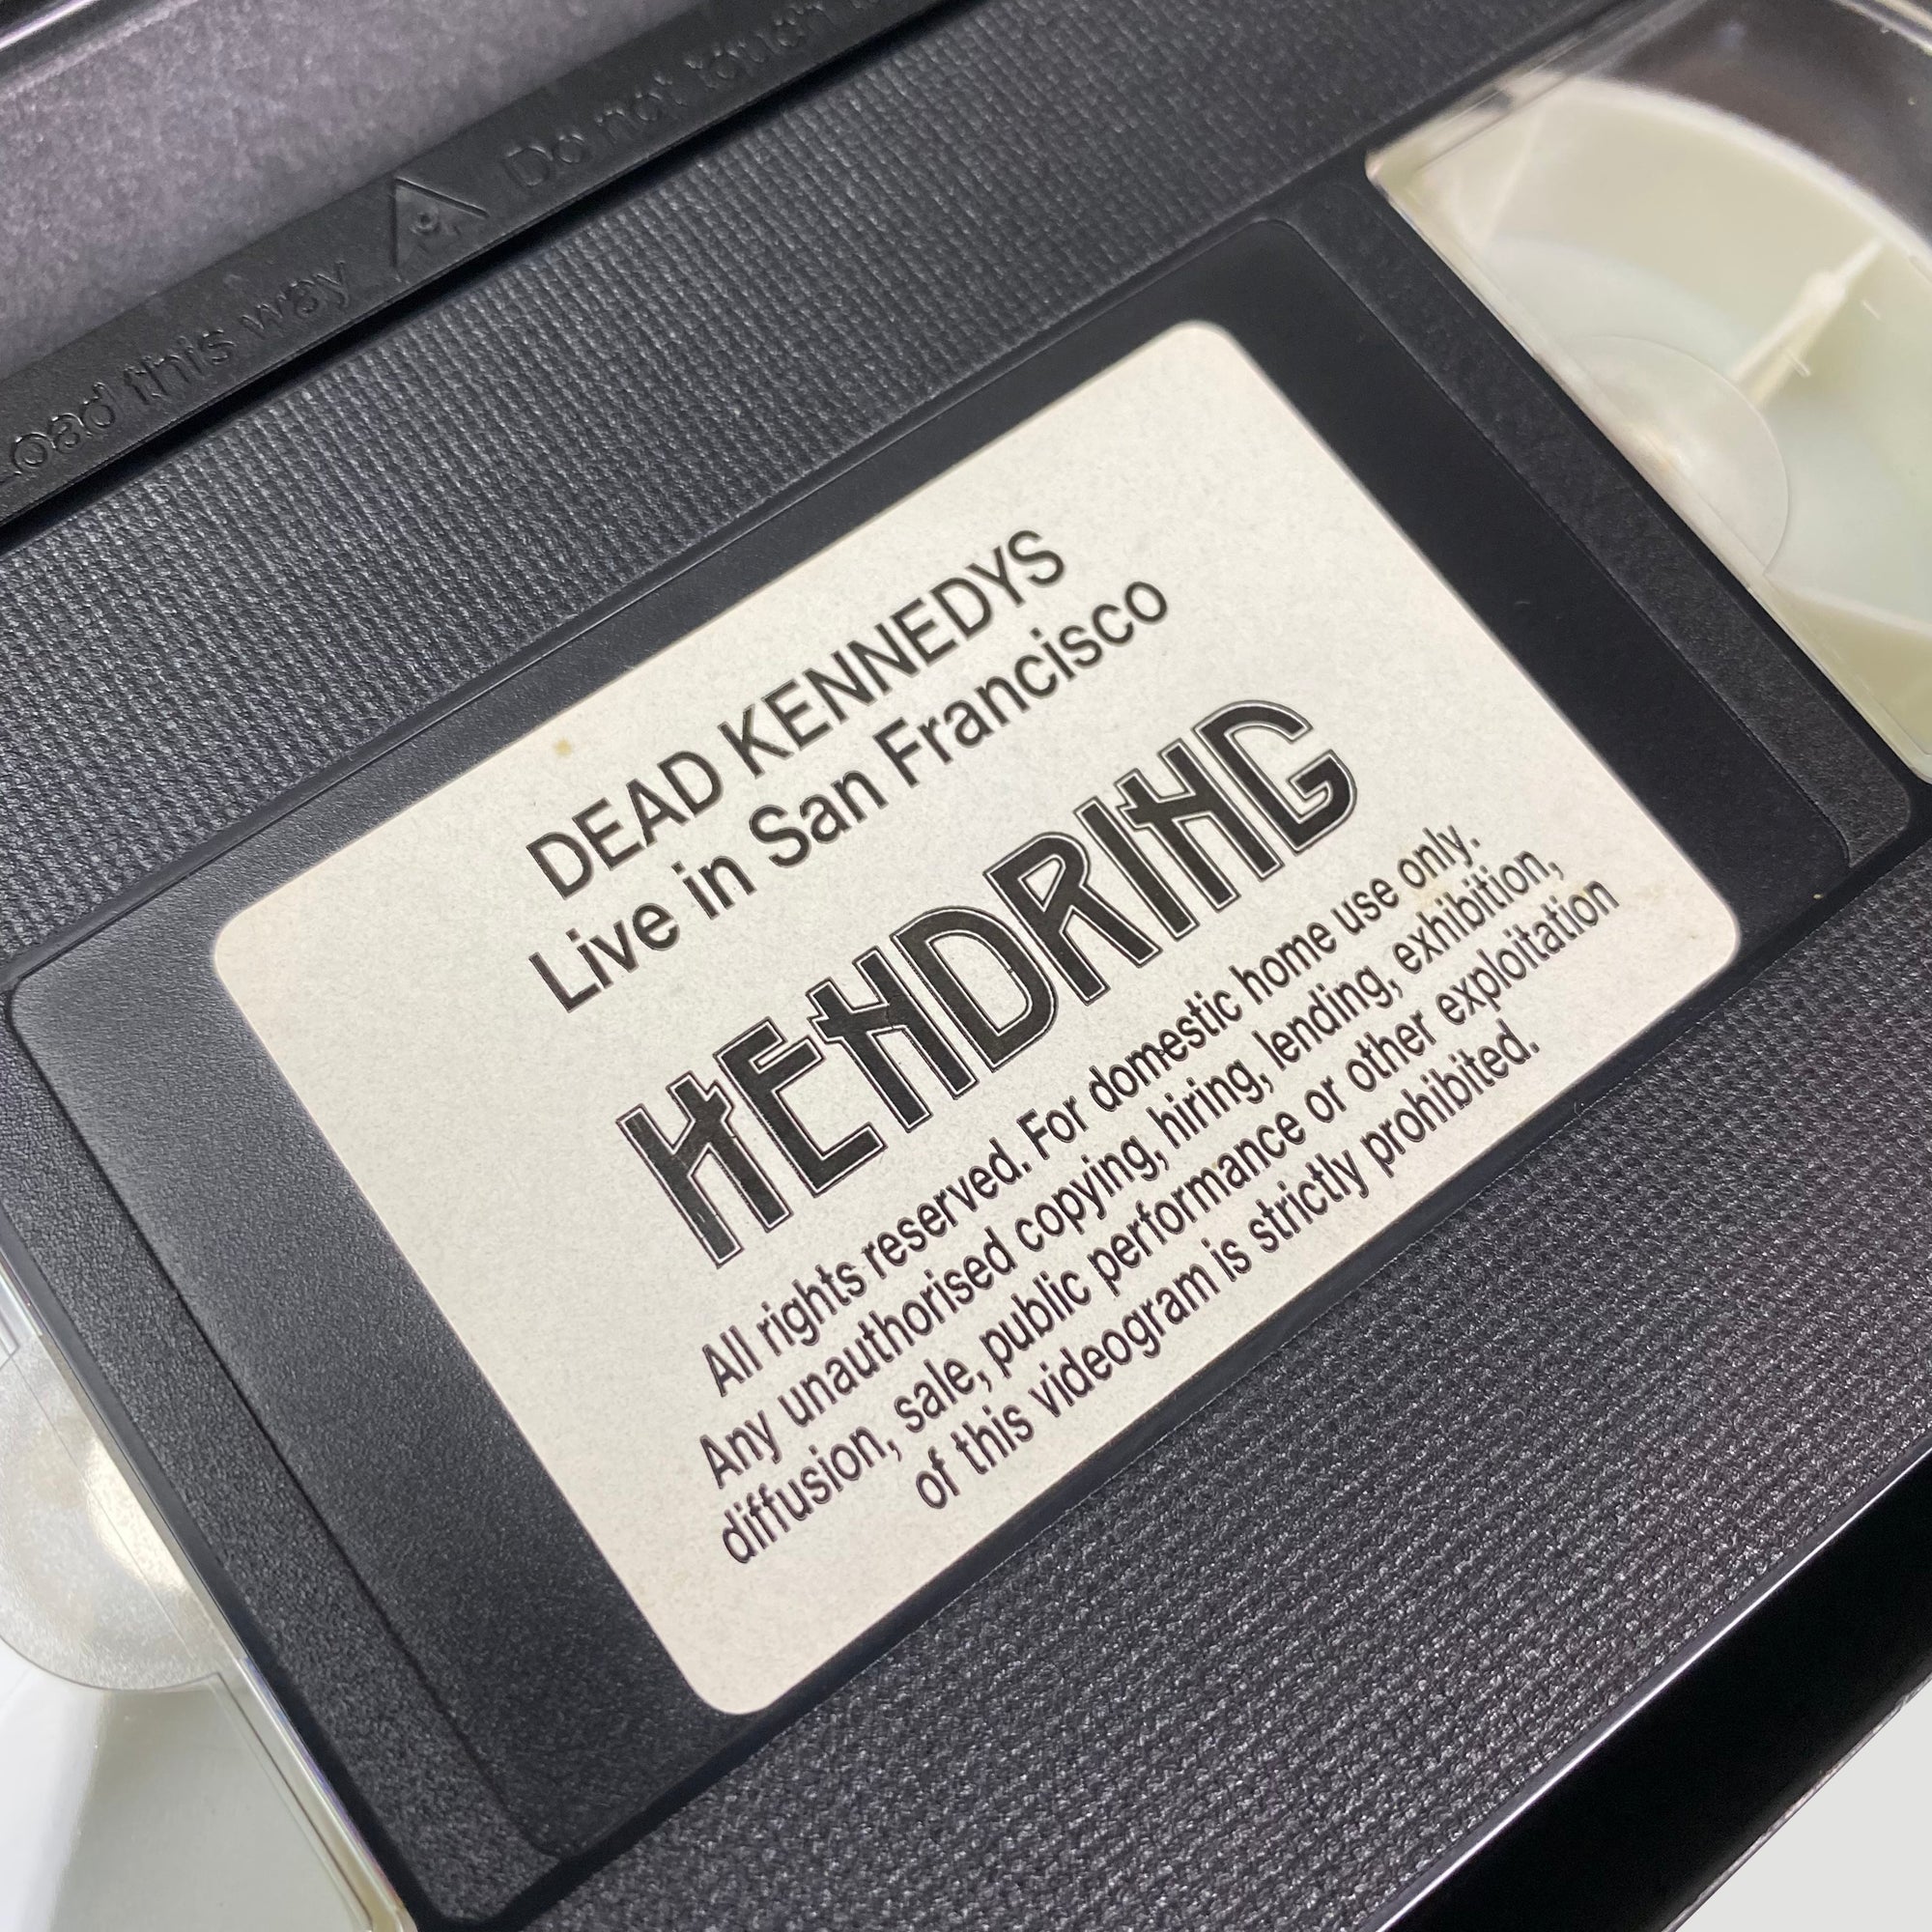 Load this way
Do not touch
DEAD KENNEDYS
Live in San Francisco
HENDRING
All rights reserved. For domestic home use only.
Any unauthorised copying, hiring, lending, exhibition,
diffusion, sale, public performance or other exploitation
of this videogram is strictly prohibited.